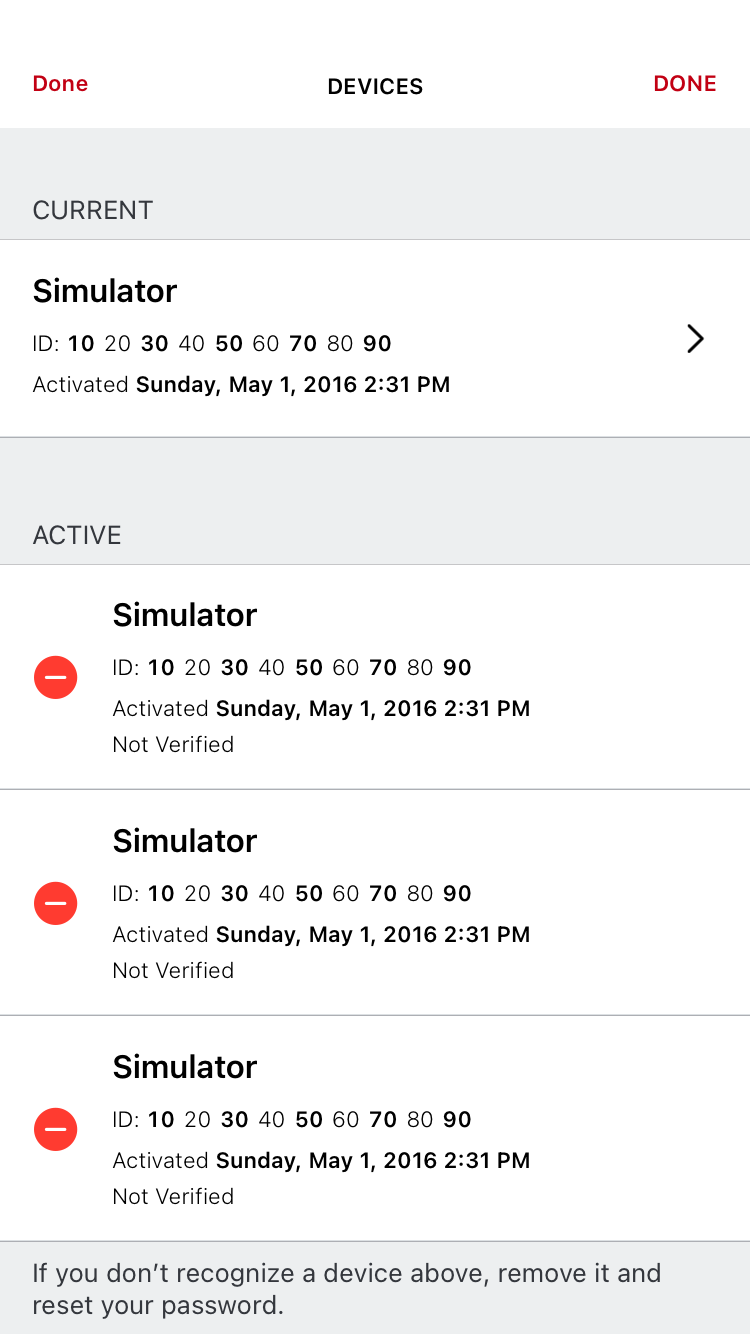 Done DEVICES DONE
CURRENT
Simulator
ID: 10 20 30 40 50 60 70 80 90
Activated Sunday, May 1, 2016 2:31 PM
ACTIVE
Simulator
ID: 10 20 30 40 50 60 70 80 90
Activated Sunday, May 1, 2016 2:31 PM
Not Verified
Simulator
ID: 10 20 30 40 50 60 70 80 90
Activated Sunday, May 1, 2016 2:31 PM
Not Verified
Simulator
ID: 10 20 30 40 50 60 70 80 90
Activated Sunday, May 1, 2016 2:31 PM
Not Verified
If you don’t recognize a device above, remove it and
reset your password.